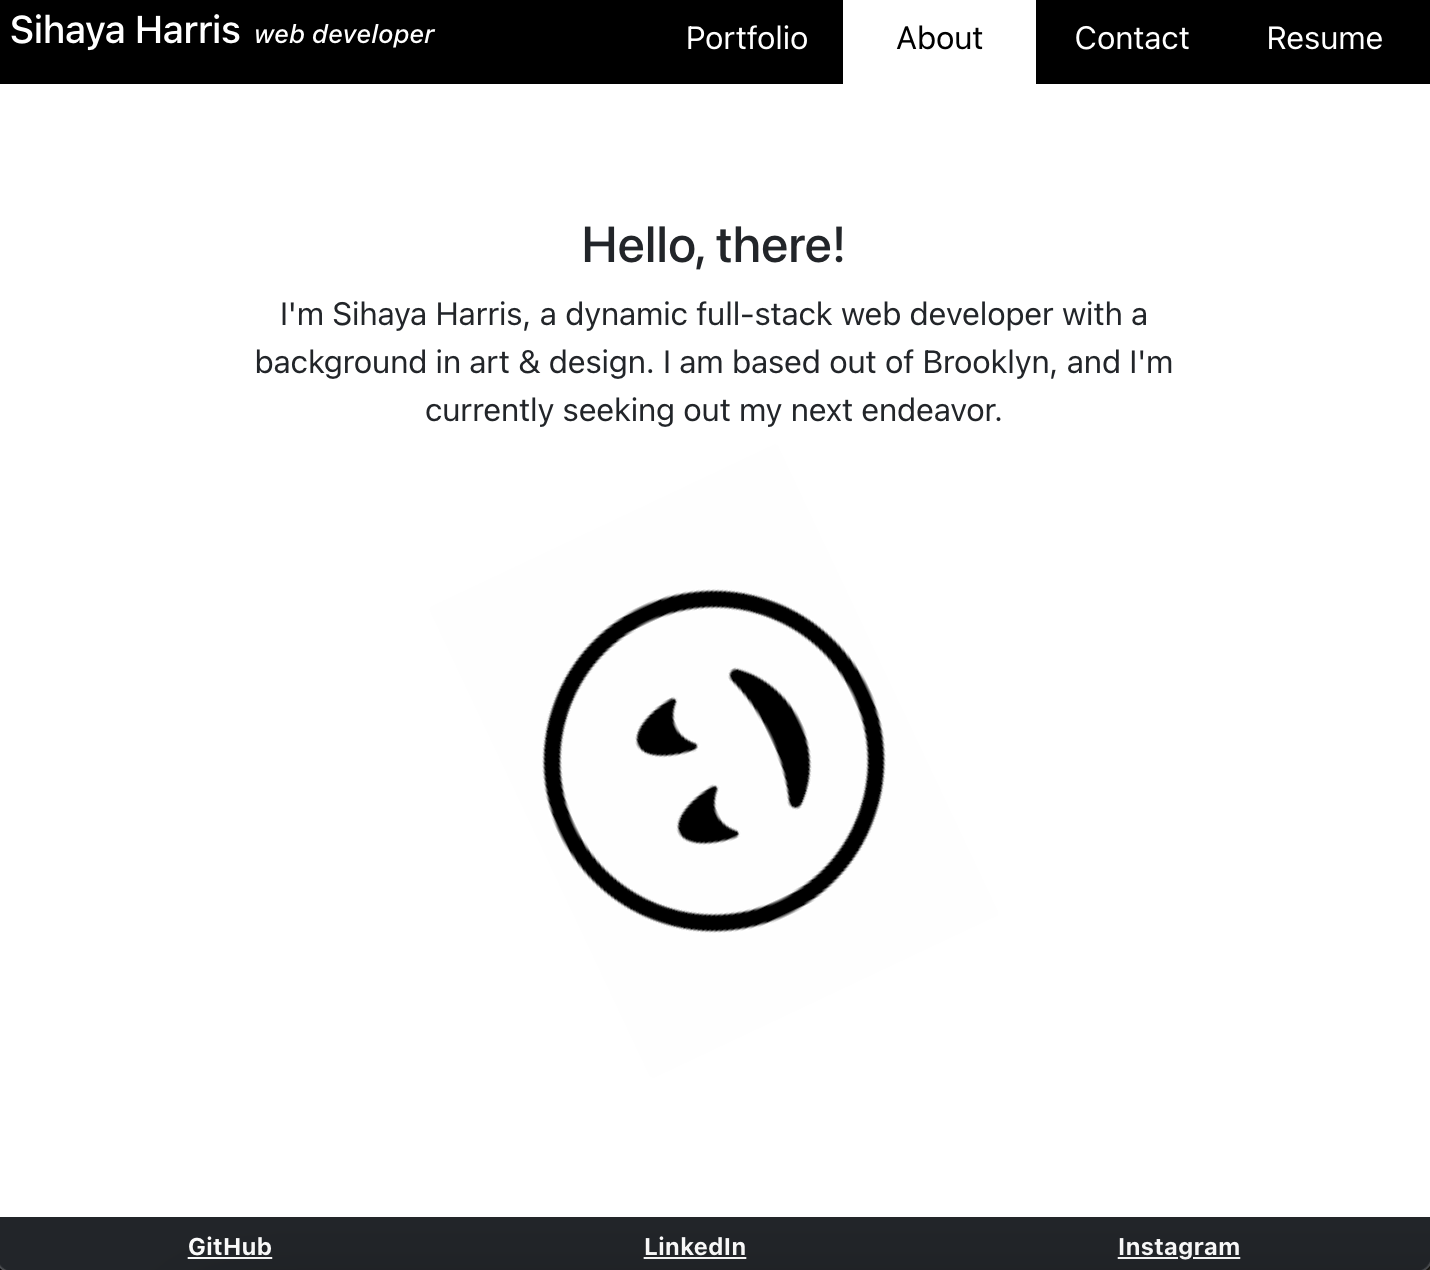 Sihaya Harris web developer
Portfolio
About
Contact
Resume
Hello, there!
I'm Sihaya Harris, a dynamic full-stack web developer with a
background in art & design. I am based out of Brooklyn, and I'm
currently seeking out my next endeavor.
GitHub
LinkedIn
Instagram